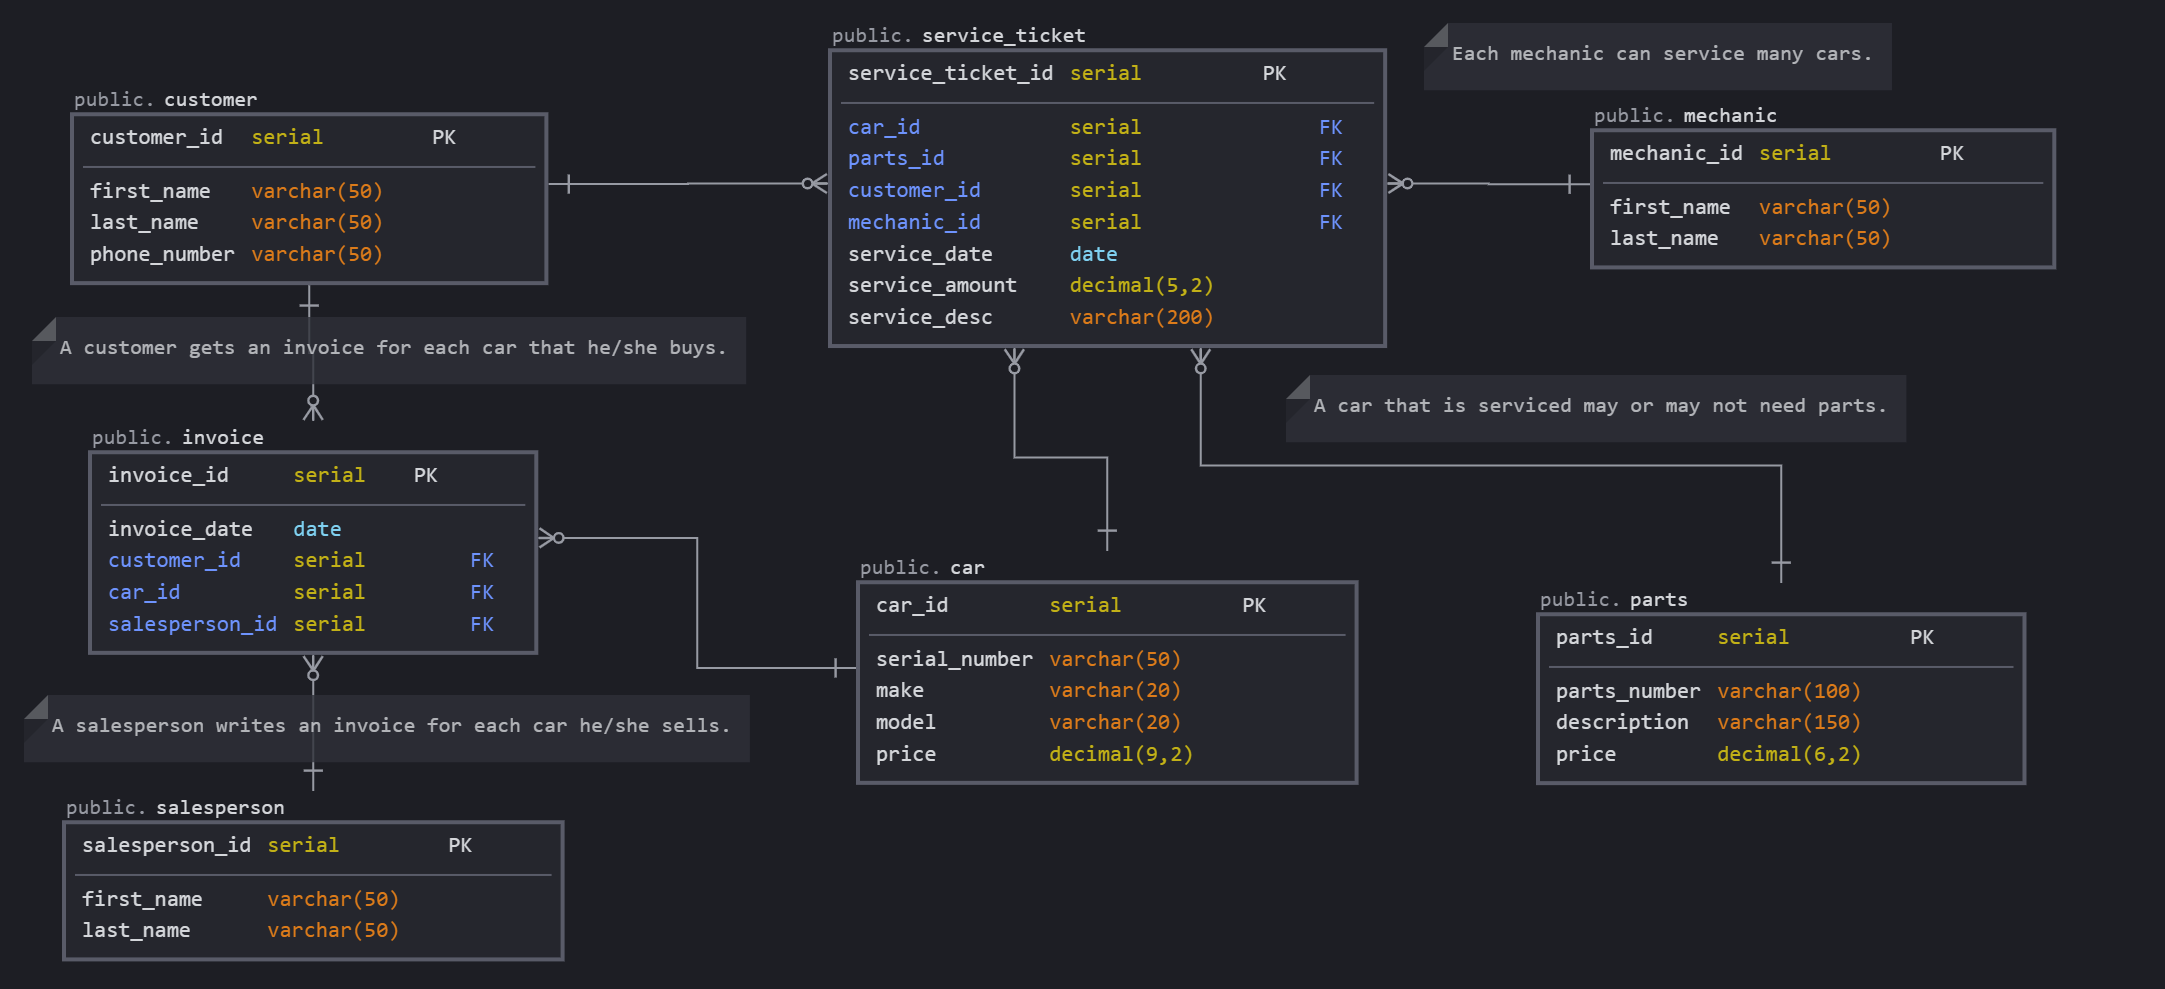 public. service_ticket
service_ticket_id serial PK
car_id serial FK
parts_id serial FK
customer_id serial FK
mechanic_id serial FK
service_date date
service_amount decimal(5,2)
service_desc varchar(200)
Each mechanic can service many cars.
public. customer
customer_id serial PK
first_name varchar(50)
last_name varchar(50)
phone_number varchar(50)
public. mechanic
mechanic_id serial PK
first_name varchar(50)
last_name varchar(50)
A customer gets an invoice for each car that he/she buys.
A car that is serviced may or may not need parts.
public. invoice
invoice_id serial PK
invoice_date date
customer_id serial FK
car_id serial FK
salesperson_id serial FK
public. car
car_id serial PK
serial_number varchar(50)
make varchar(20)
model varchar(20)
price decimal(9,2)
public. parts
parts_id serial PK
parts_number varchar(100)
description varchar(150)
price decimal(6,2)
A salesperson writes an invoice for each car he/she sells.
public. salesperson
salesperson_id serial PK
first_name varchar(50)
last_name varchar(50)